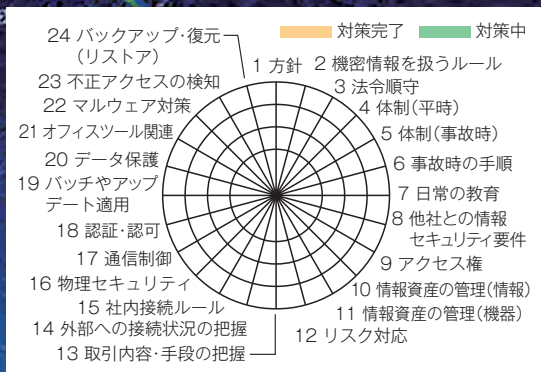 対策完了 対策中
1 方針
2 機密情報を扱うルール
3 法令順守
4 体制(平時)
5 体制(事故時)
6 事故時の手順
7 日常の教育
8 他社との情報
セキュリティ要件
9 アクセス権
10 情報資産の管理(情報)
11 情報資産の管理(機器)
12 リスク対応
13 取引内容・手段の把握
14 外部への接続状況の把握
15 社内接続ルール
16 物理セキュリティ
17 通信制御
18 認証・認可
19 パッチやアップ
デート適用
20 データ保護
21 オフィスツール関連
22 マルウェア対策
23 不正アクセスの検知
24 バックアップ・復元
(リストア)